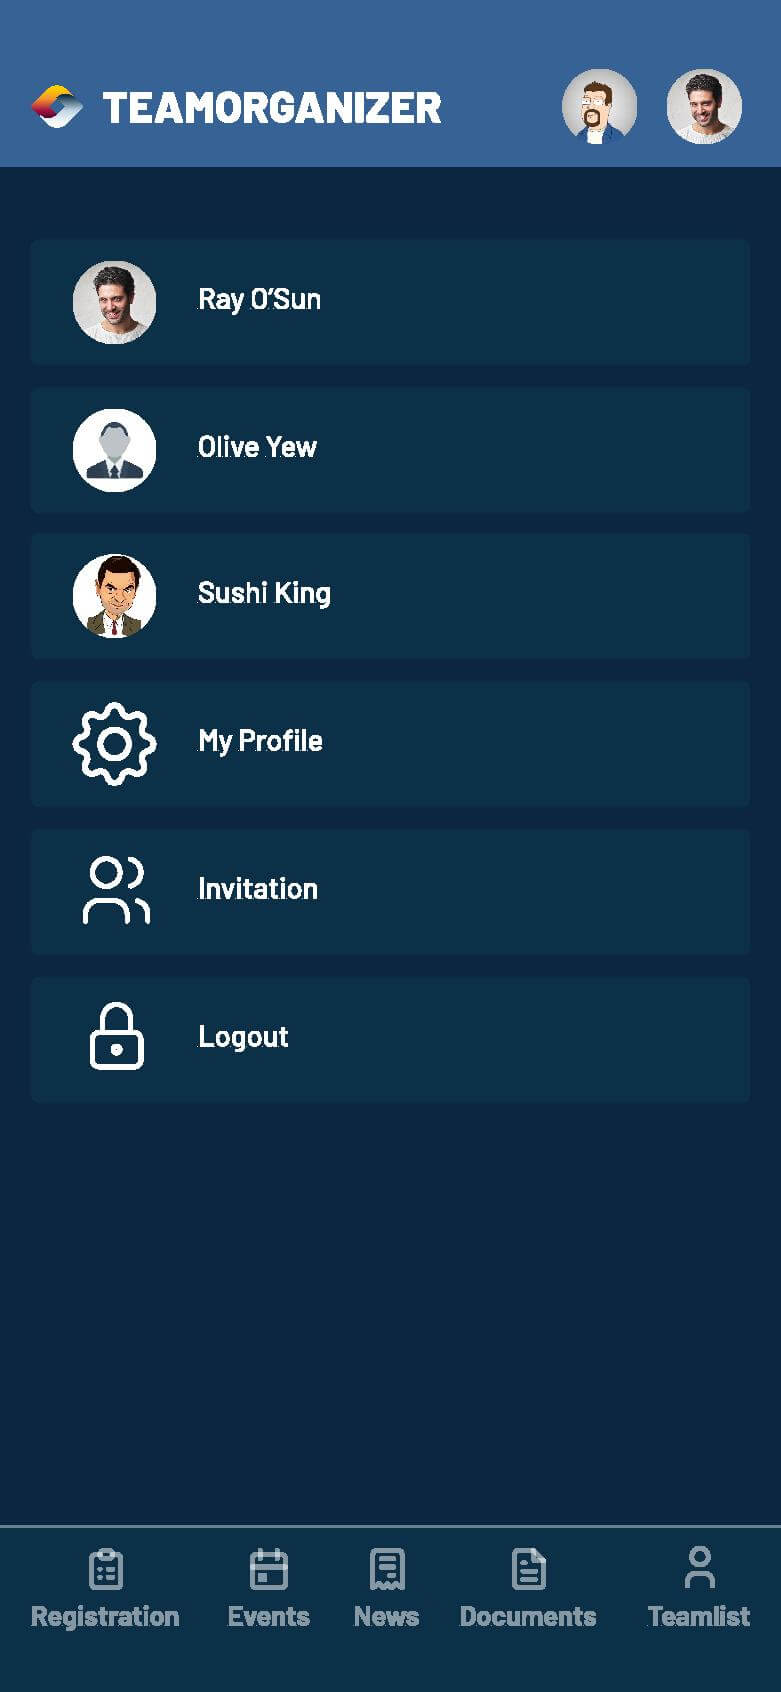 TEAMORGANIZER
Ray O'Sun
Olive Yew
Sushi King
My Profile
Invitation
Logout
Registration Events News Documents Teamlist